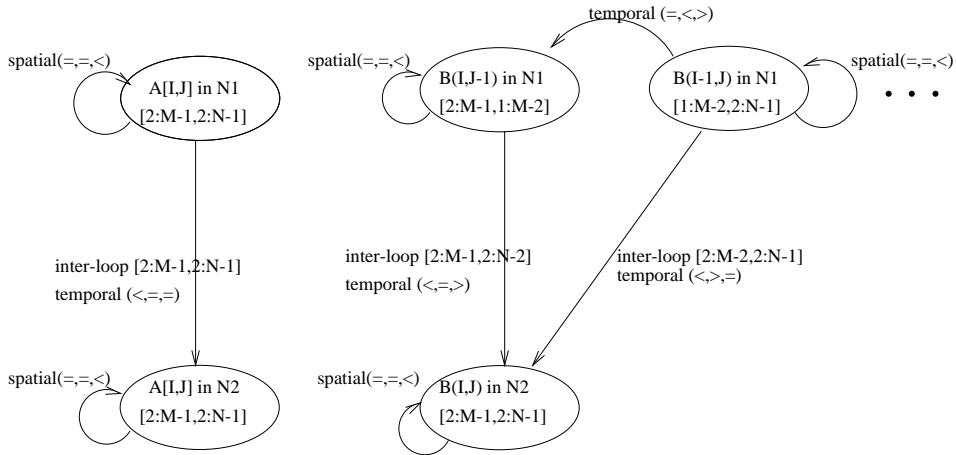 temporal (=,<,>)
spatial(=,=,<)
A[I,J] in N1
[2:M-1,2:N-1]
spatial(=,=,<)
B(I,J-1) in N1
[2:M-1,1:M-2]
B(I-1,J) in N1
[1:M-2,2:N-1]
spatial(=,=,<)
inter-loop [2:M-1,2:N-1]
temporal (<,=,=)
inter-loop [2:M-1,2:N-2]
temporal (<,=,>)
inter-loop [2:M-2,2:N-1]
temporal (<,>,=)
spatial(=,=,<)
A[I,J] in N2
[2:M-1,2:N-1]
spatial(=,=,<)
B(I,J) in N2
[2:M-1,2:N-1]